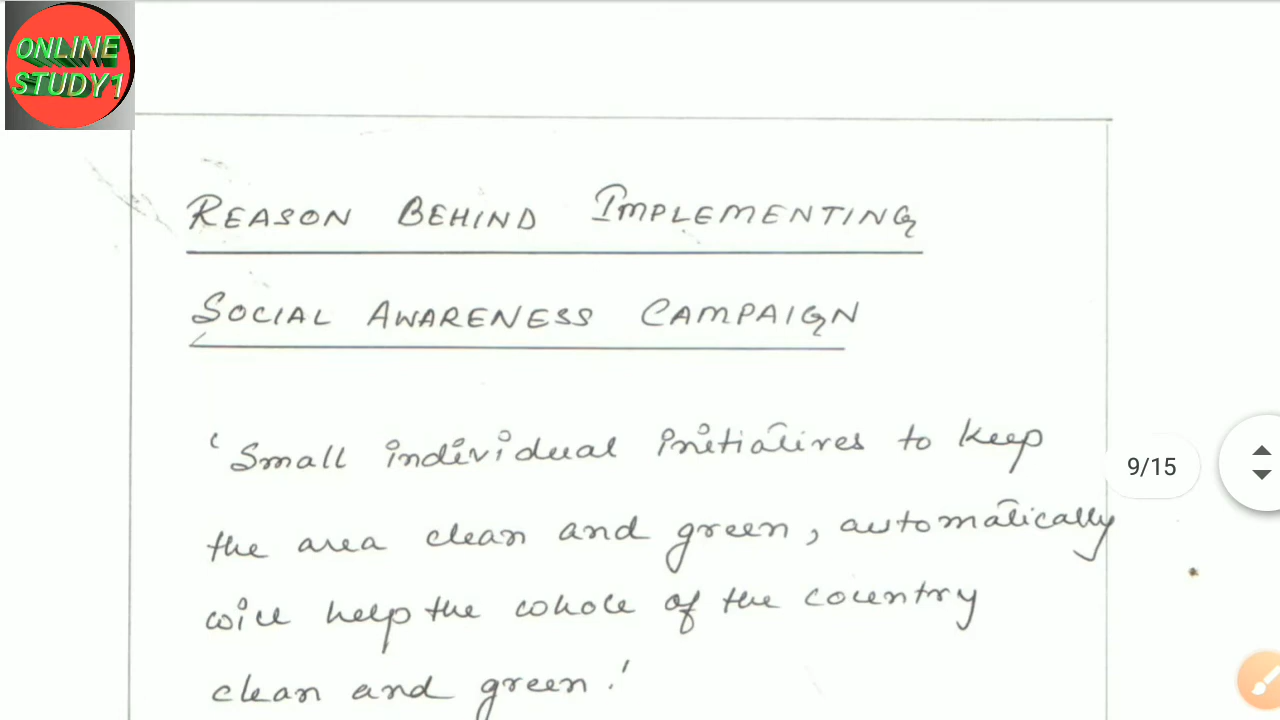 ONLINE
STUDY1
REASON BEHIND IMPLEMENTING
SOCIAL AWARENESS CAMPAIGN
'Small individual initiatives to keep
the area clean and green, automatically
will help the whole of the country
clean and green.'
9/15